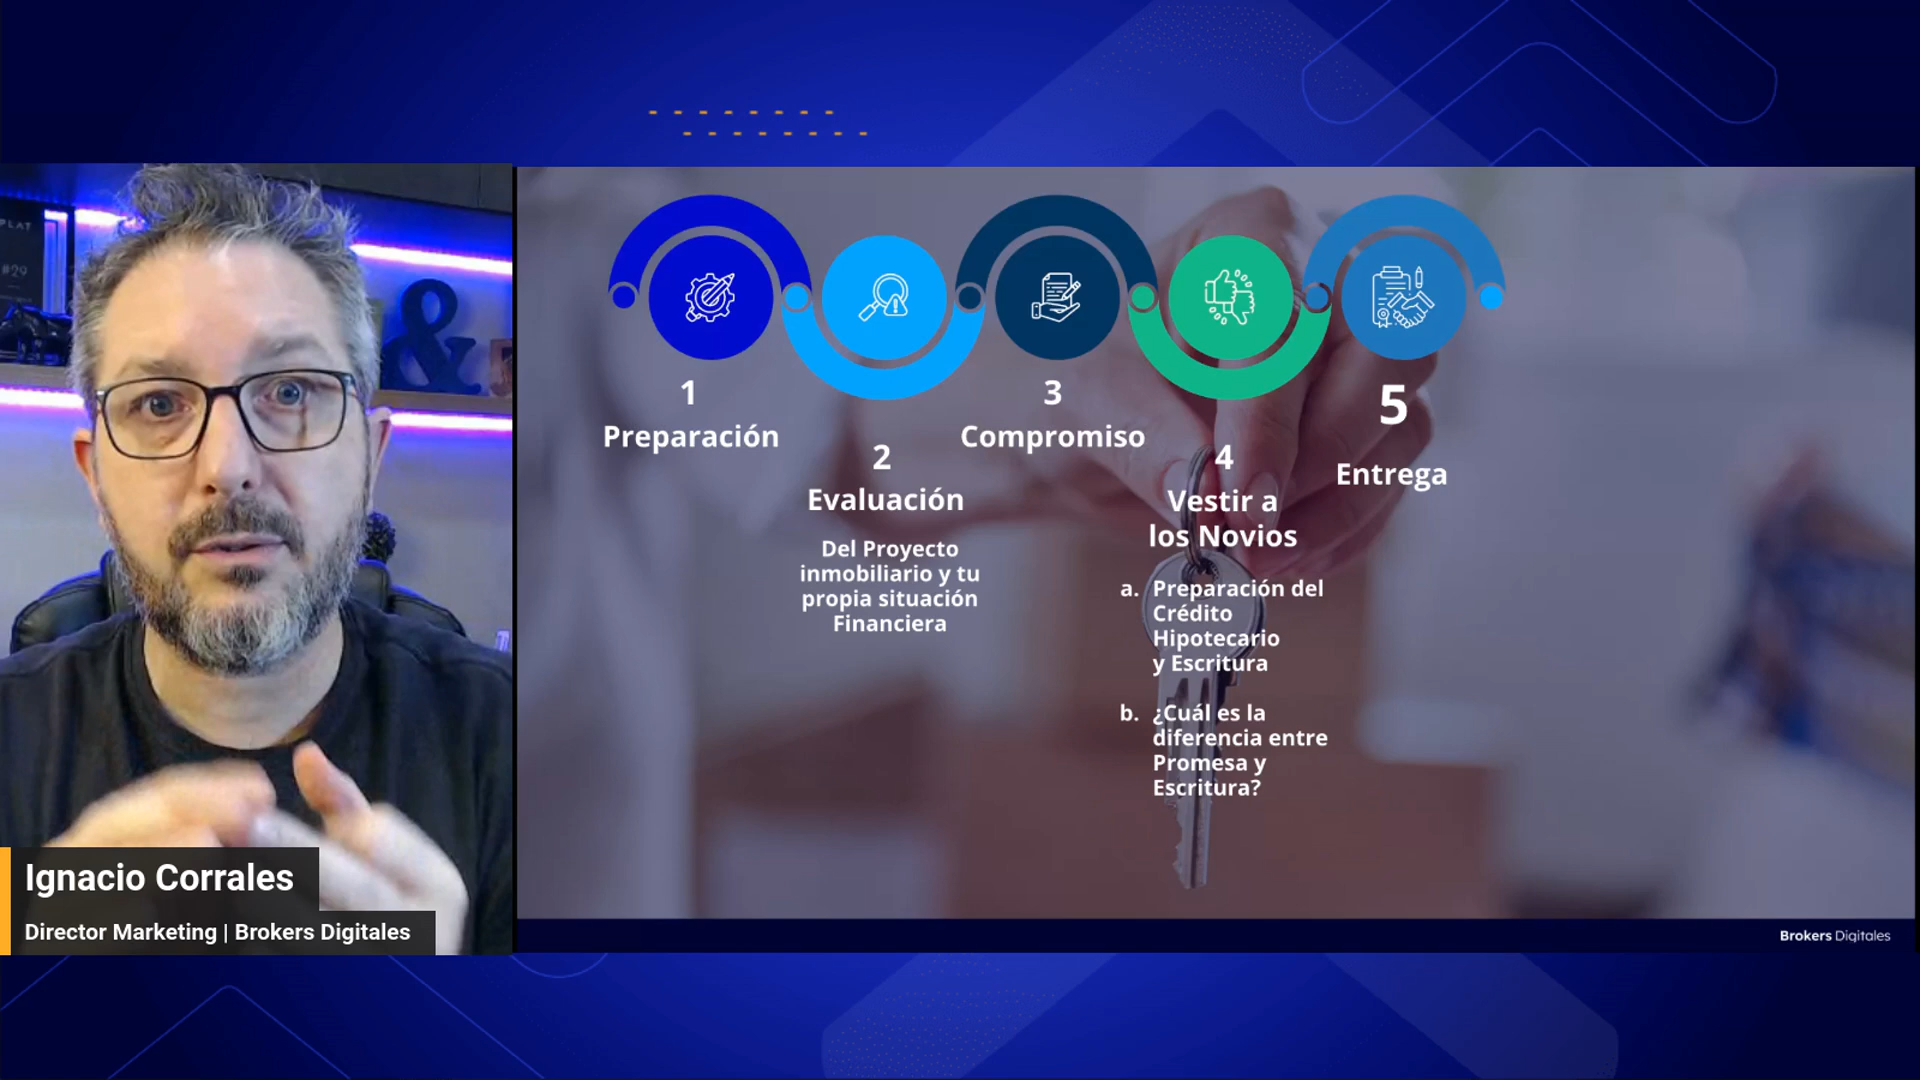 PLAT
#29
&
1
Preparación
2
Evaluación
Del Proyecto
inmobiliario y tu
propia situación
Financiera
3
Compromiso
4
Vestir a
los Novios
a. Preparación del
Crédito
Hipotecario
y Escritura
b. ¿Cuál es la
diferencia entre
Promesa y
Escritura?
5
Entrega
Ignacio Corrales
Director Marketing | Brokers Digitales
Brokers Digitales